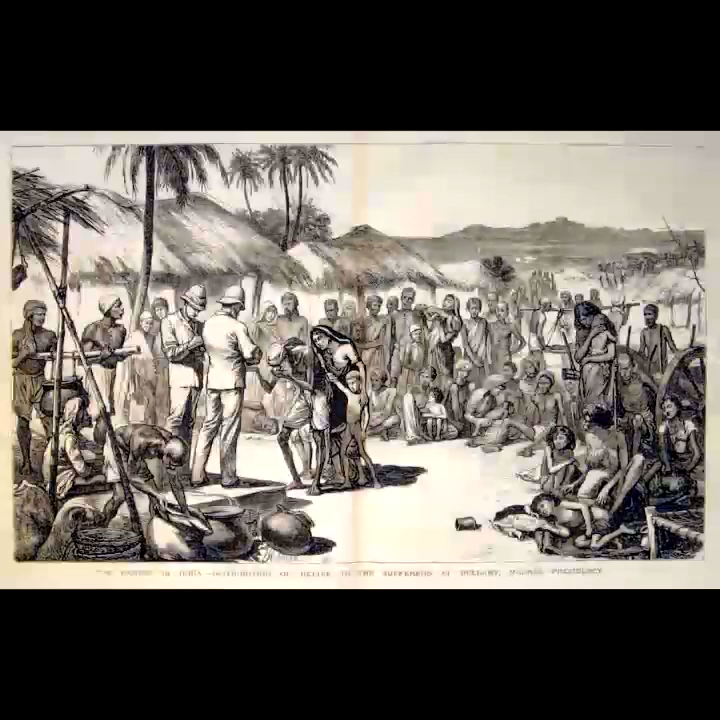 THE FAMINE IN INDIA—DISTRIBUTION OF RELIEF TO THE SUFFERERS AT BELLARY, MADRAS PRESIDENCY